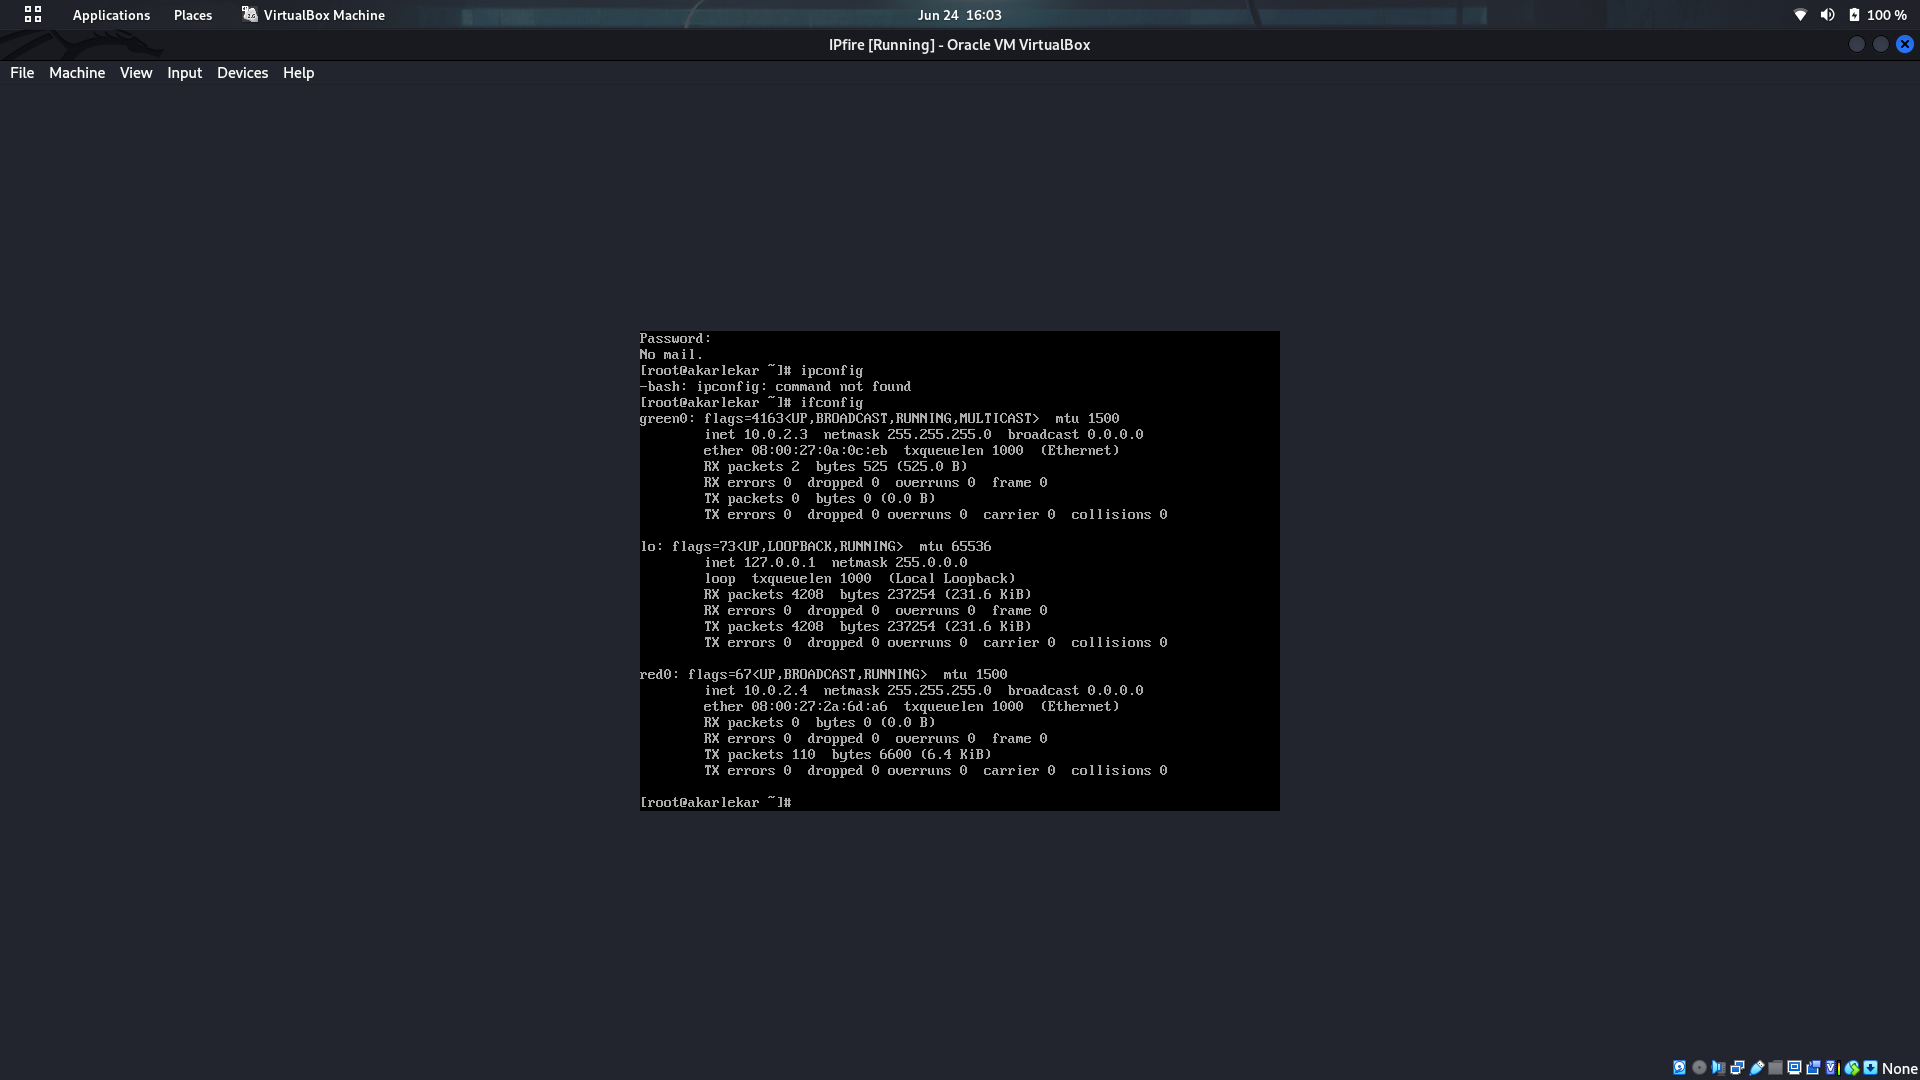 Applications Places VirtualBox Machine Jun 24 16:03 100 %
IPfire [Running] - Oracle VM VirtualBox
File Machine View Input Devices Help
Password:
No mail.
[root@akarlekar ~]# ipconfig
-bash: ipconfig: command not found
[root@akarlekar ~]# ifconfig
green0: flags=4163<UP,BROADCAST,RUNNING,MULTICAST>  mtu 1500
        inet 10.0.2.3  netmask 255.255.255.0  broadcast 0.0.0.0
        ether 08:00:27:0a:0c:eb  txqueuelen 1000  (Ethernet)
        RX packets 2  bytes 525 (525.0 B)
        RX errors 0  dropped 0  overruns 0  frame 0
        TX packets 0  bytes 0 (0.0 B)
        TX errors 0  dropped 0 overruns 0  carrier 0  collisions 0
lo: flags=73<UP,LOOPBACK,RUNNING>  mtu 65536
        inet 127.0.0.1  netmask 255.0.0.0
        loop  txqueuelen 1000  (Local Loopback)
        RX packets 4208  bytes 237254 (231.6 KiB)
        RX errors 0  dropped 0  overruns 0  frame 0
        TX packets 4208  bytes 237254 (231.6 KiB)
        TX errors 0  dropped 0 overruns 0  carrier 0  collisions 0
red0: flags=67<UP,BROADCAST,RUNNING>  mtu 1500
        inet 10.0.2.4  netmask 255.255.255.0  broadcast 0.0.0.0
        ether 08:00:27:2a:6d:a6  txqueuelen 1000  (Ethernet)
        RX packets 0  bytes 0 (0.0 B)
        RX errors 0  dropped 0  overruns 0  frame 0
        TX packets 110  bytes 6600 (6.4 KiB)
        TX errors 0  dropped 0 overruns 0  carrier 0  collisions 0
[root@akarlekar ~]#
None